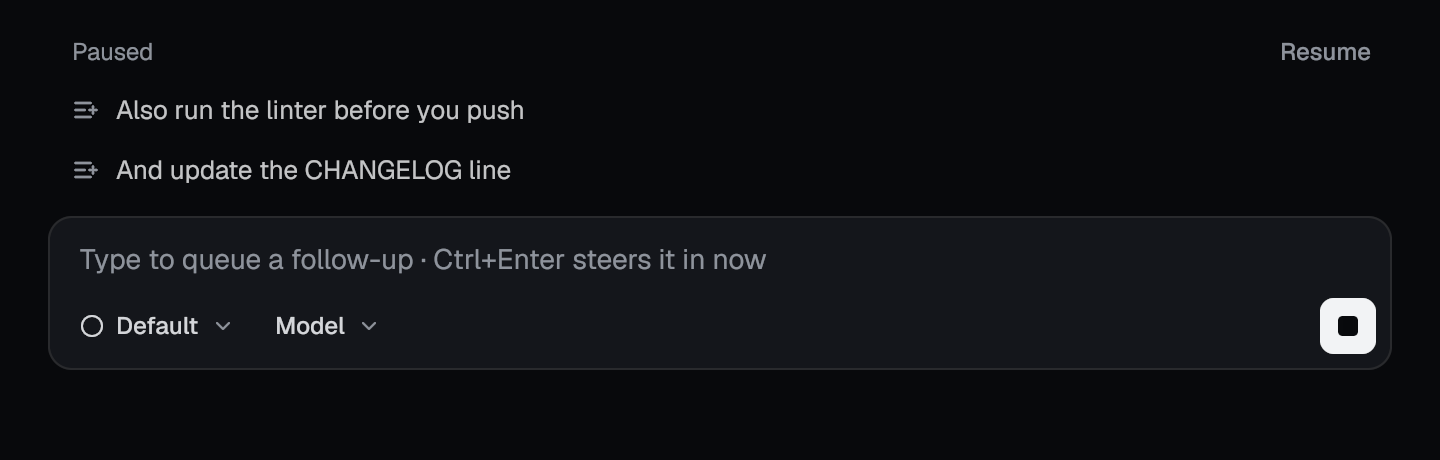 Paused
Resume
Also run the linter before you push
And update the CHANGELOG line
Type to queue a follow-up · Ctrl+Enter steers it in now
Default
Model